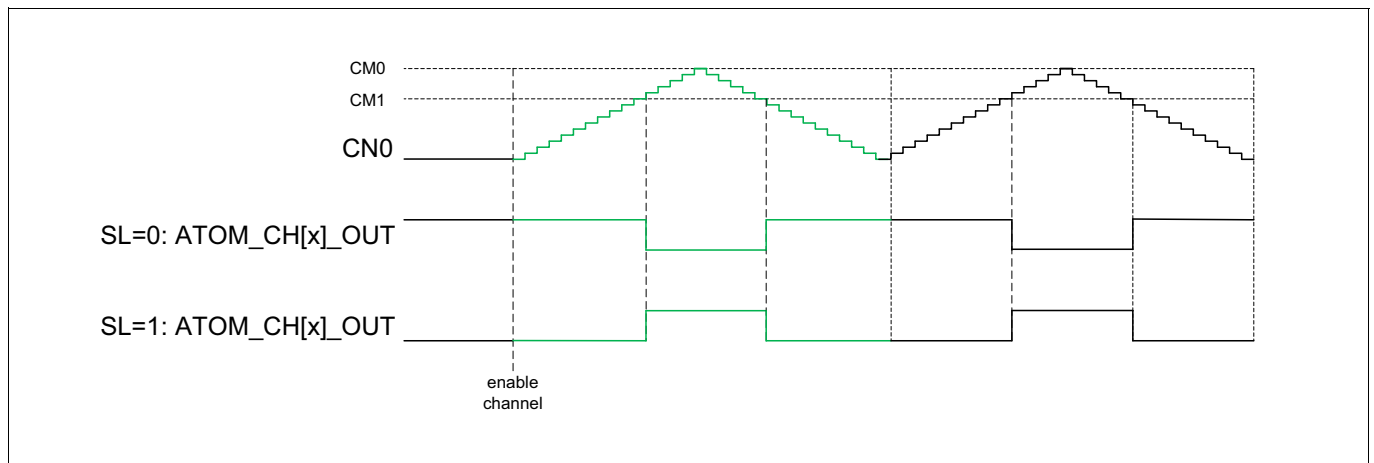 CM0
CM1
CN0
SL=0: ATOM_CH[x]_OUT
SL=1: ATOM_CH[x]_OUT
enable
channel